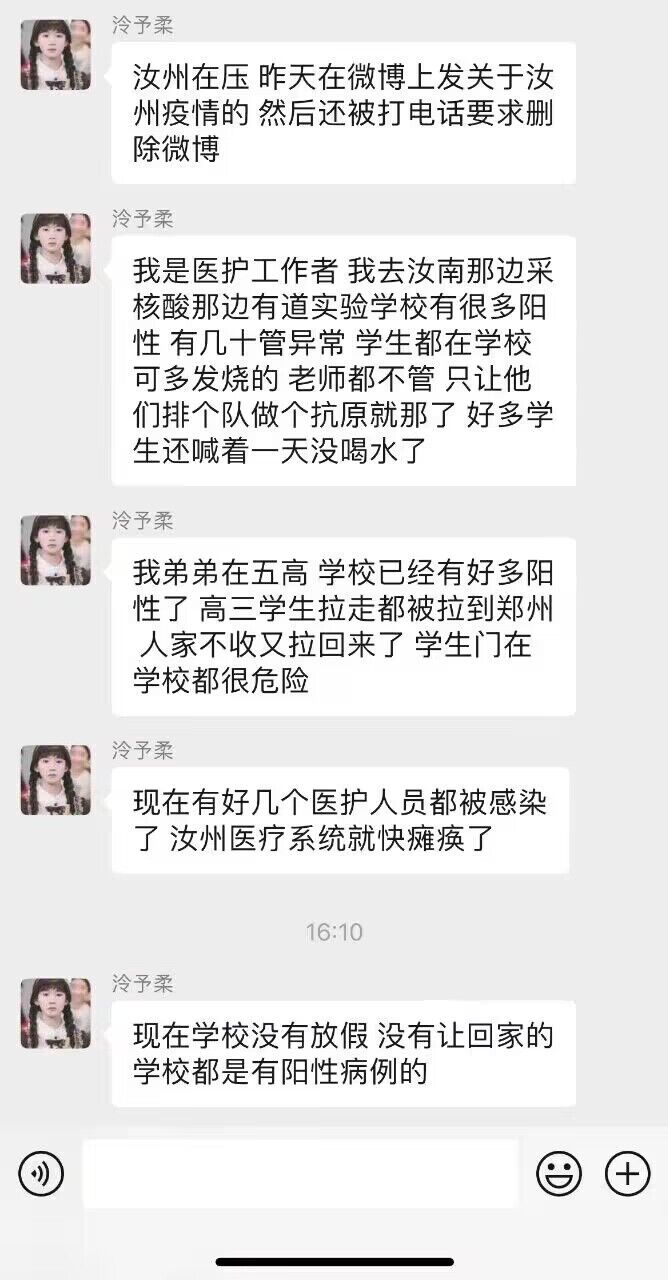 泠予柔
汝州在压 昨天在微博上发关于汝
州疫情的 然后还被打电话要求删
除微博
泠予柔
我是医护工作者 我去汝南那边采
核酸那边有道实验学校有很多阳
性 有几十管异常 学生都在学校
可多发烧的 老师都不管 只让他
们排个队做个抗原就那了 好多学
生还喊着一天没喝水了
泠予柔
我弟弟在五高 学校已经有好多阳
性了 高三学生拉走都被拉到郑州
人家不收又拉回来了 学生门在
学校都很危险
泠予柔
现在有好几个医护人员都被感染
了 汝州医疗系统就快瘫痪了
16:10
泠予柔
现在学校没有放假 没有让回家的
学校都是有阳性病例的